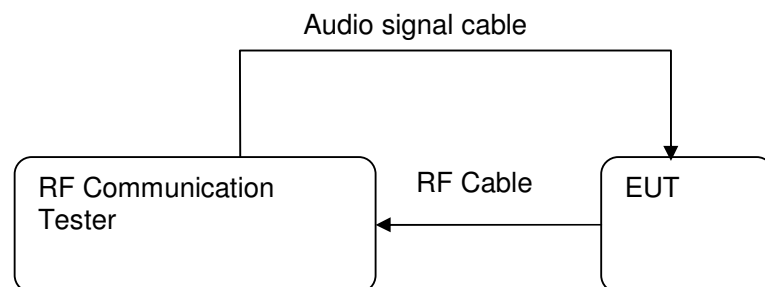 Audio signal cable
RF Communication
Tester
RF Cable
EUT